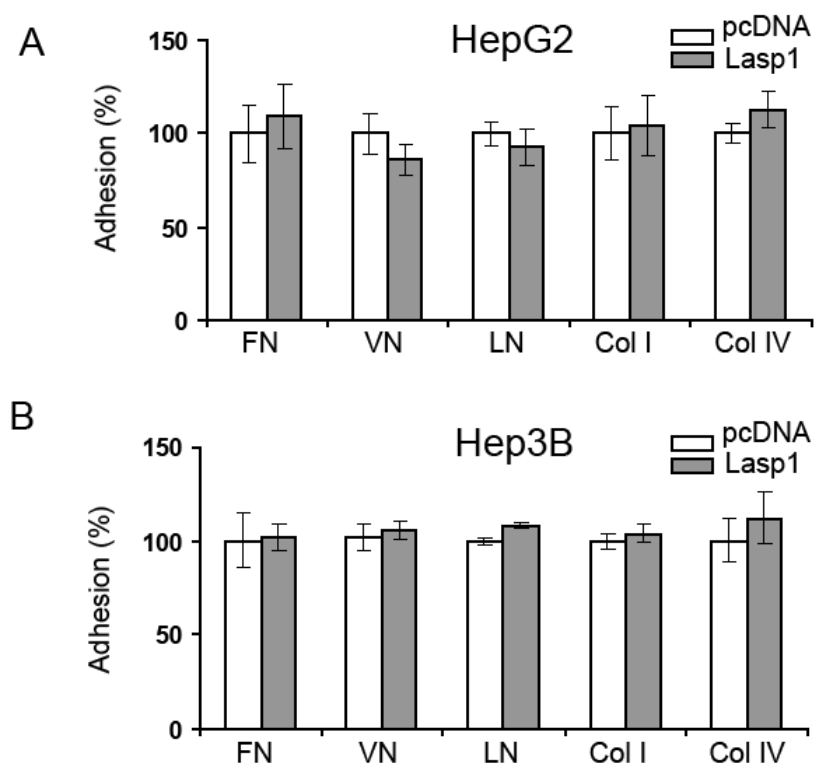 A
HepG2
pcDNA
Lasp1
Adhesion (%)
150
100
50
0
FN VN LN Col I Col IV
B
Hep3B
pcDNA
Lasp1
Adhesion (%)
150
100
50
0
FN VN LN Col I Col IV